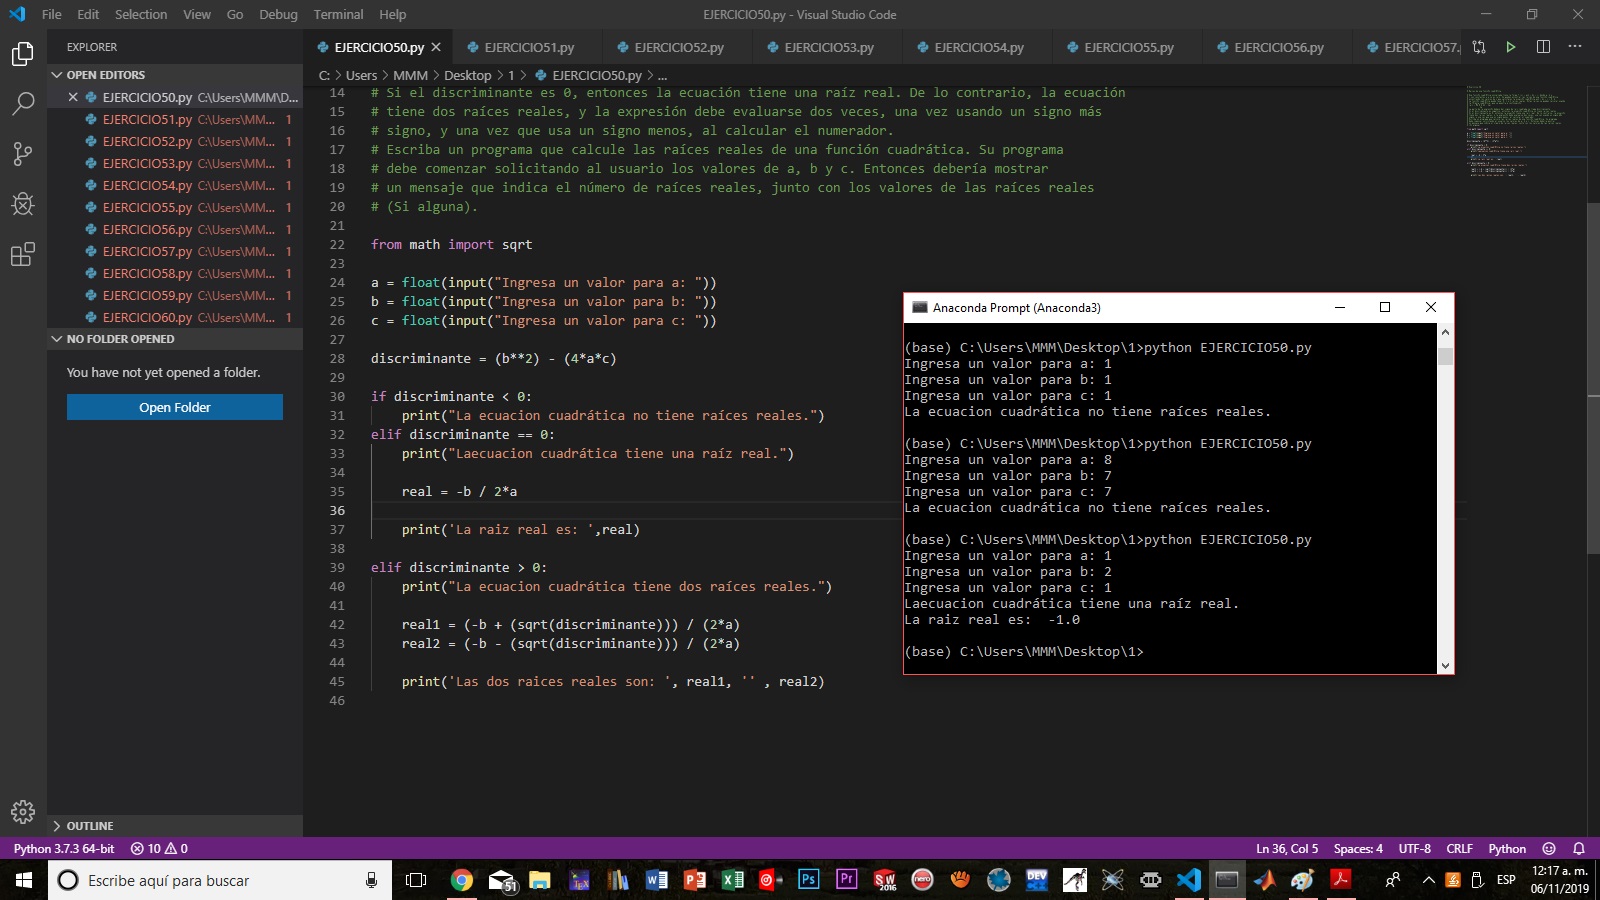 File Edit Selection View Go Debug Terminal Help
EJERCICIO50.py - Visual Studio Code
EXPLORER
OPEN EDITORS
EJERCICIO50.py C:\Users\MMM\D...
EJERCICIO51.py C:\Users\MM... 1
EJERCICIO52.py C:\Users\MM... 1
EJERCICIO53.py C:\Users\MM... 1
EJERCICIO54.py C:\Users\MM... 1
EJERCICIO55.py C:\Users\MM... 1
EJERCICIO56.py C:\Users\MM... 1
EJERCICIO57.py C:\Users\MM... 1
EJERCICIO58.py C:\Users\MM... 1
EJERCICIO59.py C:\Users\MM... 1
EJERCICIO60.py C:\Users\MM... 1
NO FOLDER OPENED
You have not yet opened a folder.
Open Folder
OUTLINE
EJERCICIO50.py EJERCICIO51.py EJERCICIO52.py EJERCICIO53.py EJERCICIO54.py EJERCICIO55.py EJERCICIO56.py EJERCICIO57.
C: > Users > MMM > Desktop > 1 > EJERCICIO50.py > ...
14 # Si el discriminante es 0, entonces la ecuación tiene una raíz real. De lo contrario, la ecuación
15 # tiene dos raíces reales, y la expresión debe evaluarse dos veces, una vez usando un signo más
16 # signo, y una vez que usa un signo menos, al calcular el numerador.
17 # Escriba un programa que calcule las raíces reales de una función cuadrática. Su programa
18 # debe comenzar solicitando al usuario los valores de a, b y c. Entonces debería mostrar
19 # un mensaje que indica el número de raíces reales, junto con los valores de las raíces reales
20 # (Si alguna).
21
22 from math import sqrt
23
24 a = float(input("Ingresa un valor para a: "))
25 b = float(input("Ingresa un valor para b: "))
26 c = float(input("Ingresa un valor para c: "))
27
28 discriminante = (b**2) - (4*a*c)
29
30 if discriminante < 0:
31 print("La ecuacion cuadrática no tiene raíces reales.")
32 elif discriminante == 0:
33 print("Laecuacion cuadrática tiene una raíz real.")
34
35 real = -b / 2*a
36
37 print('La raiz real es: ',real)
38
39 elif discriminante > 0:
40 print("La ecuacion cuadrática tiene dos raíces reales.")
41
42 real1 = (-b + (sqrt(discriminante))) / (2*a)
43 real2 = (-b - (sqrt(discriminante))) / (2*a)
44
45 print('Las dos raices reales son: ', real1, '' , real2)
46
Anaconda Prompt (Anaconda3)
(base) C:\Users\MMM\Desktop\1>python EJERCICIO50.py
Ingresa un valor para a: 1
Ingresa un valor para b: 1
Ingresa un valor para c: 1
La ecuacion cuadrática no tiene raíces reales.
(base) C:\Users\MMM\Desktop\1>python EJERCICIO50.py
Ingresa un valor para a: 8
Ingresa un valor para b: 7
Ingresa un valor para c: 7
La ecuacion cuadrática no tiene raíces reales.
(base) C:\Users\MMM\Desktop\1>python EJERCICIO50.py
Ingresa un valor para a: 1
Ingresa un valor para b: 2
Ingresa un valor para c: 1
Laecuacion cuadrática tiene una raíz real.
La raiz real es:  -1.0
(base) C:\Users\MMM\Desktop\1>
Python 3.7.3 64-bit 10 0
Ln 36, Col 5 Spaces: 4 UTF-8 CRLF Python
Escribe aquí para buscar
51
Ps
Pr
SW
2016
nero
DEV
ESP
12:17 a. m.
06/11/2019